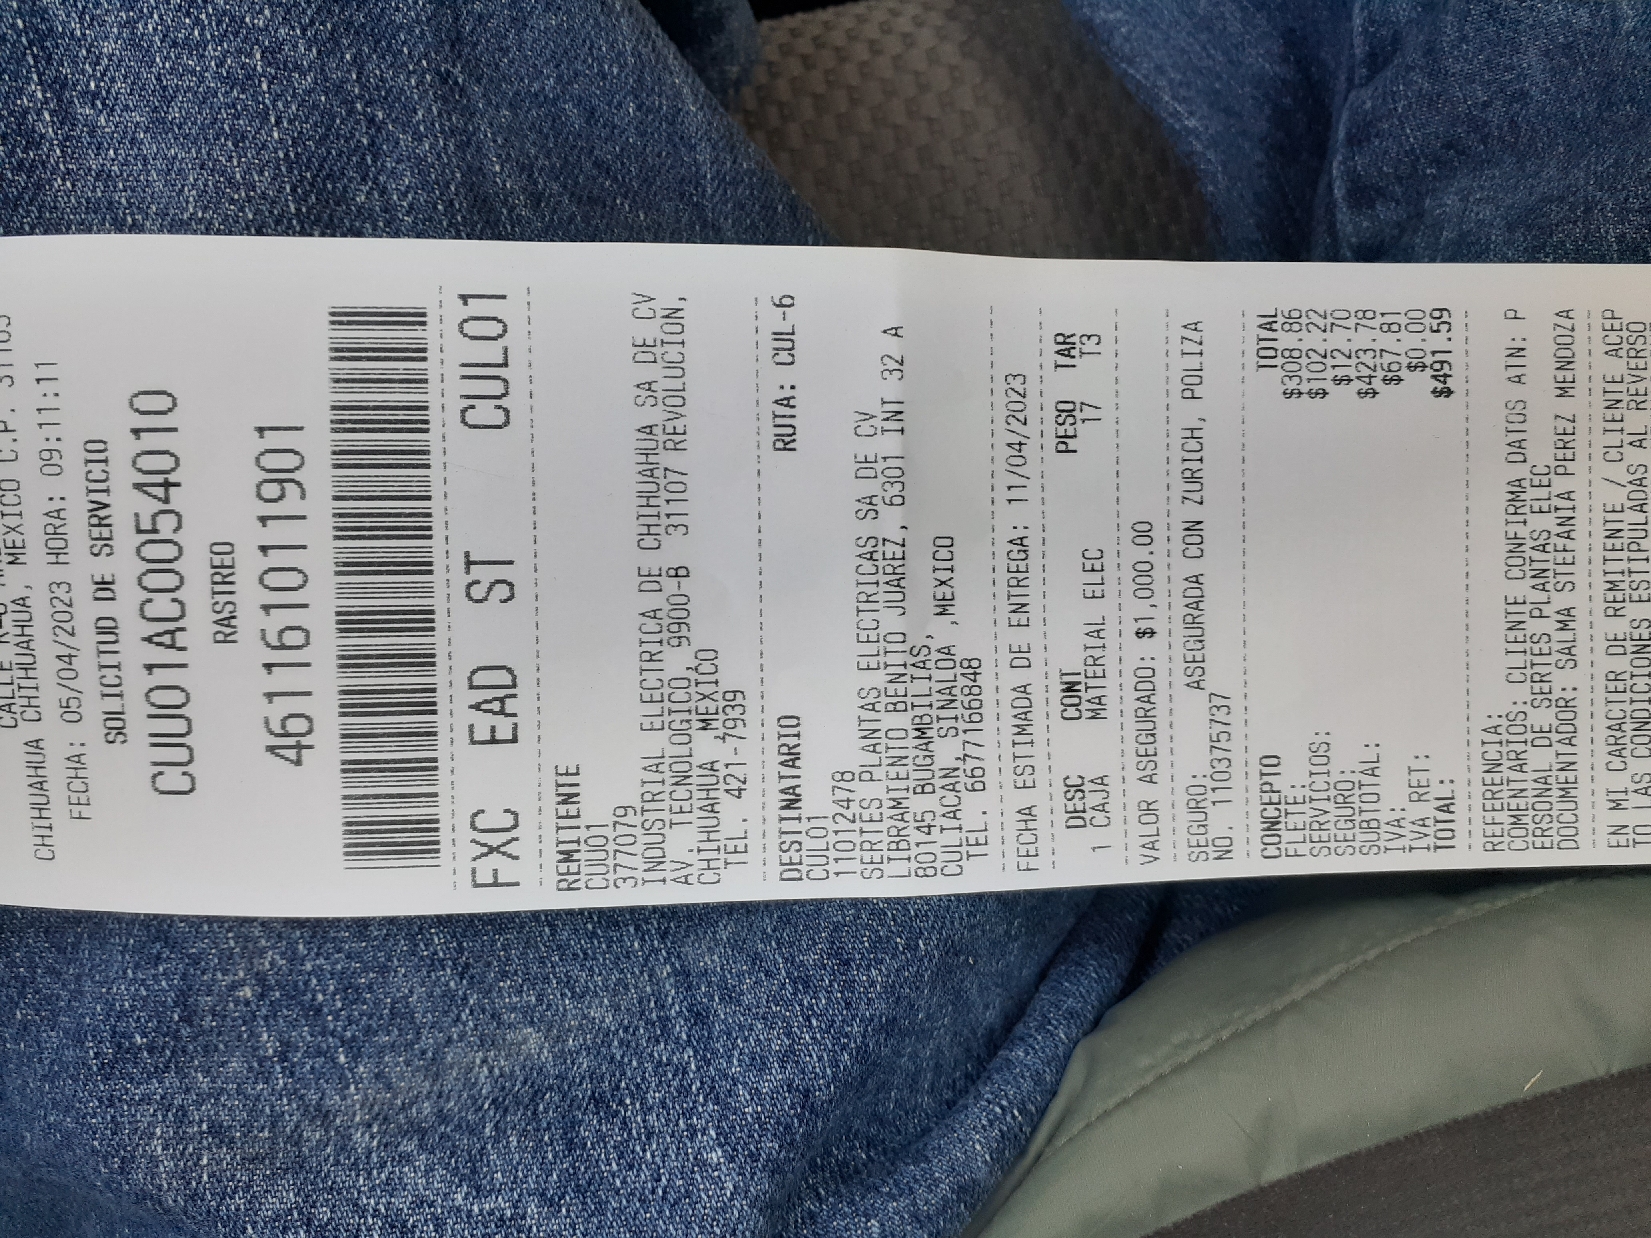 CALLE
CHIHUAHUA CHIHUAHUA, MEXICO C.P.
FECHA: 05/04/2023 HORA: 09:11:11
SOLICITUD DE SERVICIO
CUU01AC0054010
RASTREO
461161011901
FXC EAD ST CUL01
REMITENTE
CUU01
377079
INDUSTRIAL ELECTRICA DE CHIHUAHUA SA DE CV
AV. TECNOLOGICO, 9900-B 31107 REVOLUCION,
CHIHUAHUA ,MEXICO
TEL. 421-7939
DESTINATARIO RUTA: CUL-6
CUL01
11012478
SERTES PLANTAS ELECTRICAS SA DE CV
LIBRAMIENTO BENITO JUAREZ, 6301 INT 32 A
80145 BUGAMBILIAS,
CULIACAN, SINALOA ,MEXICO
TEL. 6677166848
FECHA ESTIMADA DE ENTREGA: 11/04/2023
DESC CONT PESO TAR
1 CAJA MATERIAL ELEC 17 T3
VALOR ASEGURADO: $1,000.00
SEGURO: ASEGURADA CON ZURICH, POLIZA
NO. 1103757­37
CONCEPTO TOTAL
FLETE: $308.86
SERVICIOS: $102.22
SEGURO: $12.70
SUBTOTAL: $423.78
IVA: $67.81
IVA RET: $0.00
TOTAL: $491.59
REFERENCIA:
COMENTARIOS: CLIENTE CONFIRMA DATOS ATN: P
ERSONAL DE SERTES PLANTAS ELEC
DOCUMENTADOR: SALMA STEFANIA PEREZ MENDOZA
EN MI CARACTER DE REMITENTE / CLIENTE ACEP
TO LAS CONDICIONES ESTIPULADAS AL REVERSO